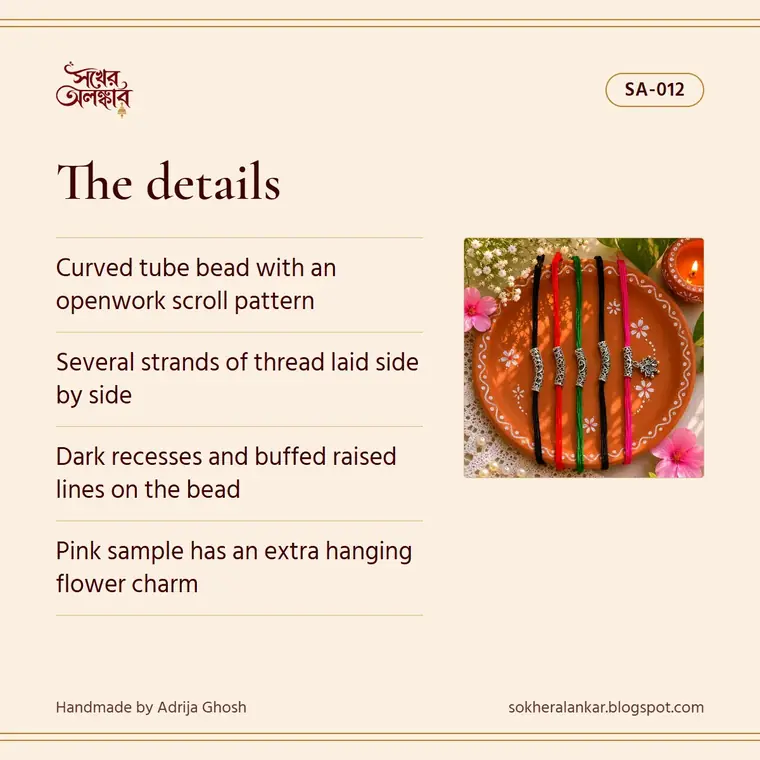 সখের
অলঙ্কার
SA-012
The details
Curved tube bead with an
openwork scroll pattern
Several strands of thread laid side
by side
Dark recesses and buffed raised
lines on the bead
Pink sample has an extra hanging
flower charm
Handmade by Adrija Ghosh
sokheralankar.blogspot.com